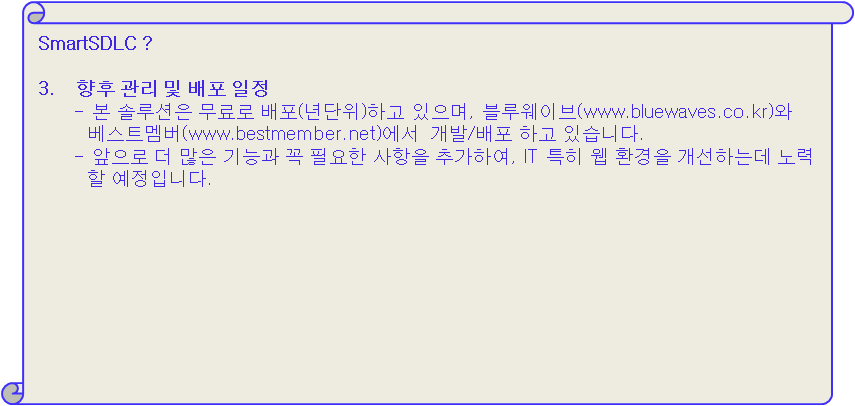 SmartSDLC ?
3. 향후 관리 및 배포 일정
- 본 솔루션은 무료로 배포(년단위)하고 있으며, 블루웨이브(www.bluewaves.co.kr)와
베스트멤버(www.bestmember.net)에서 개발/배포 하고 있습니다.
- 앞으로 더 많은 기능과 꼭 필요한 사항을 추가하여, IT 특히 웹 환경을 개선하는데 노력
할 예정입니다.